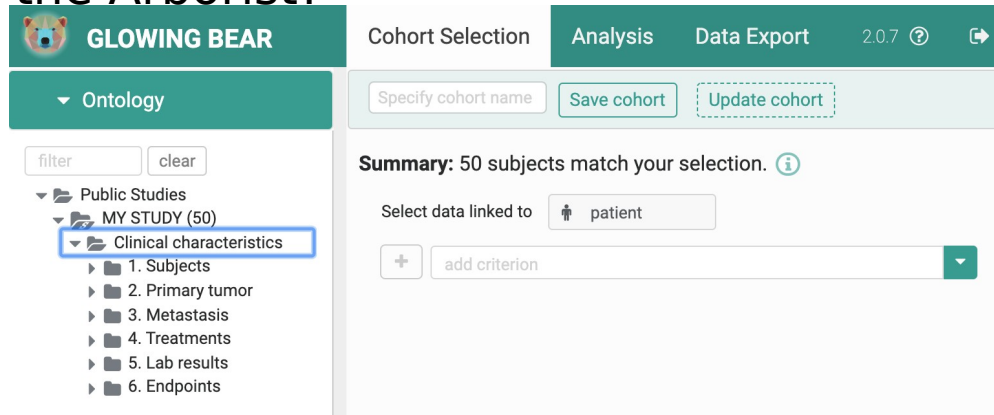 the Arborist?
GLOWING BEAR
Cohort Selection Analysis Data Export 2.0.7 ?
Ontology
Specify cohort name Save cohort Update cohort
filter clear
Summary: 50 subjects match your selection. i
Public Studies
MY STUDY (50)
Select data linked to patient
Clinical characteristics
+ add criterion
1. Subjects
2. Primary tumor
3. Metastasis
4. Treatments
5. Lab results
6. Endpoints